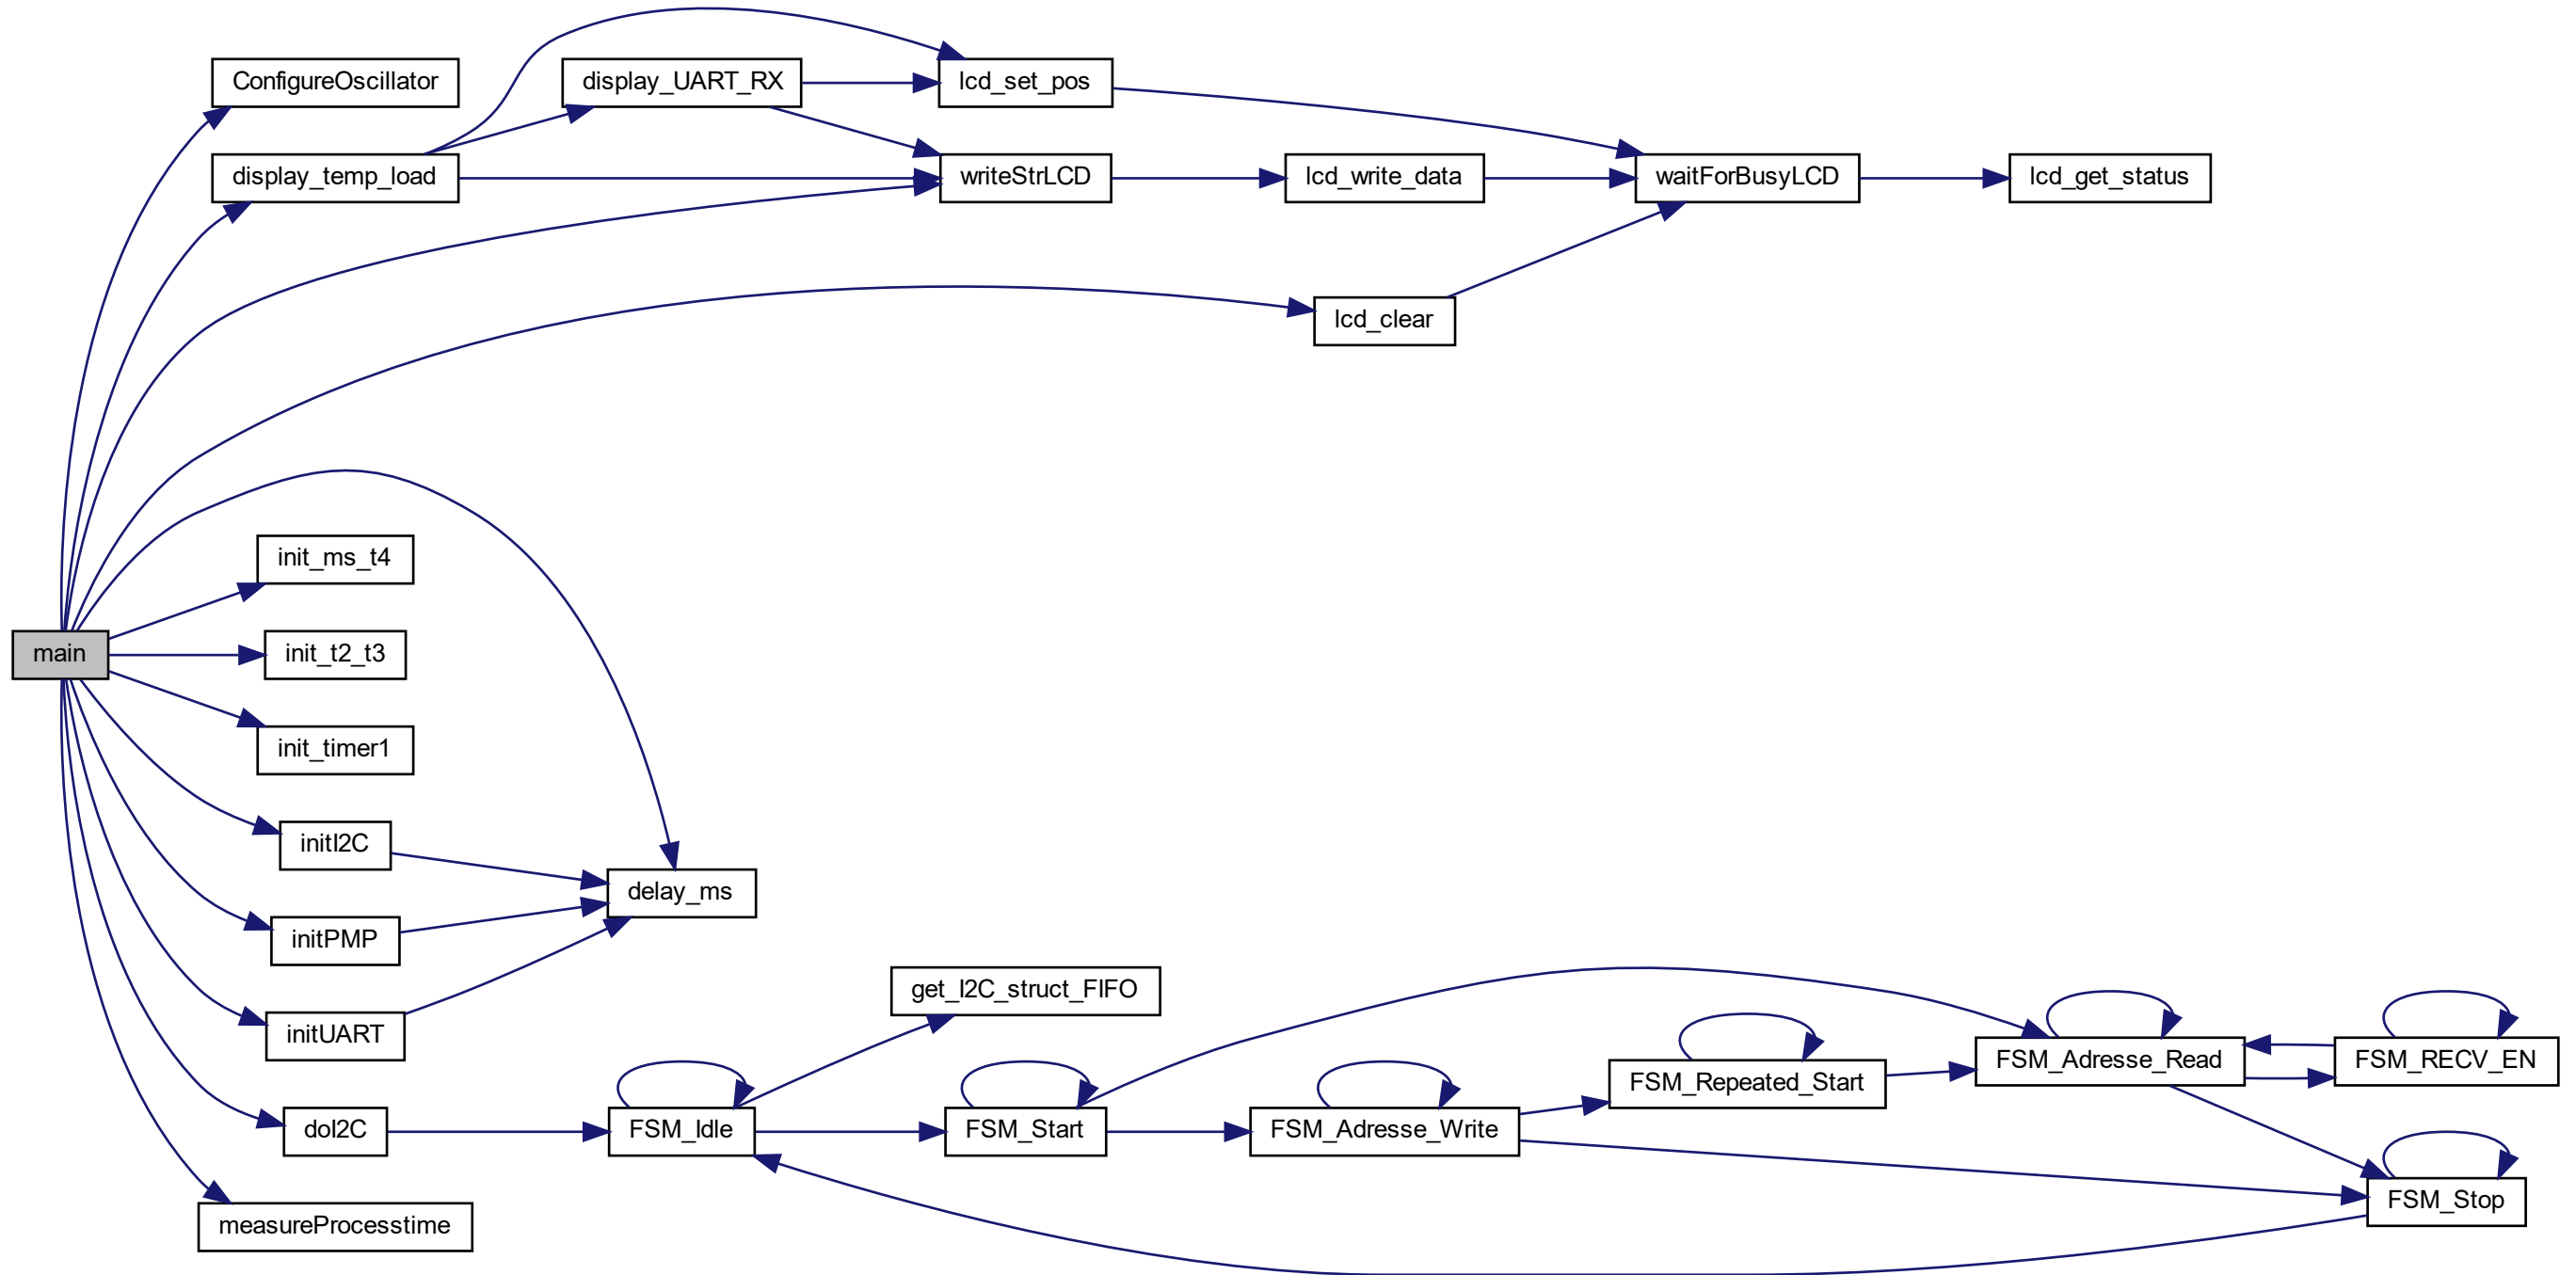 ConfigureOscillator
display_UART_RX
lcd_set_pos
display_temp_load
writeStrLCD
lcd_write_data
waitForBusyLCD
lcd_get_status
lcd_clear
init_ms_t4
main
init_t2_t3
init_timer1
initI2C
delay_ms
initPMP
get_I2C_struct_FIFO
initUART
FSM_Adresse_Read
FSM_RECV_EN
FSM_Repeated_Start
doI2C
FSM_Idle
FSM_Start
FSM_Adresse_Write
FSM_Stop
measureProcesstime